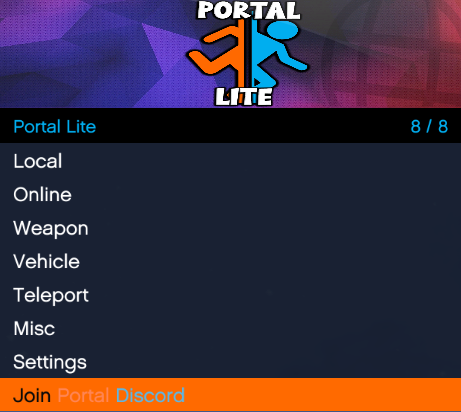 PORTAL
LITE
Portal Lite 8 / 8
Local
Online
Weapon
Vehicle
Teleport
Misc
Settings
Join Portal Discord